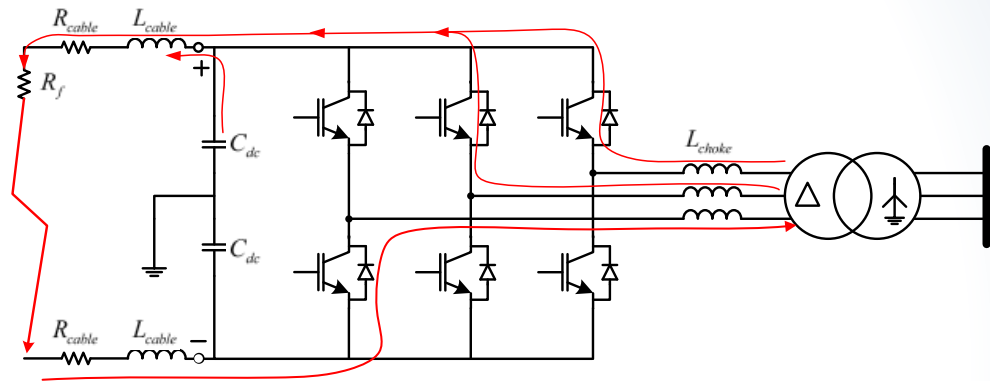 R_cable L_cable
+
R_f
C_dc
L_choke
Δ
C_dc
R_cable L_cable
−